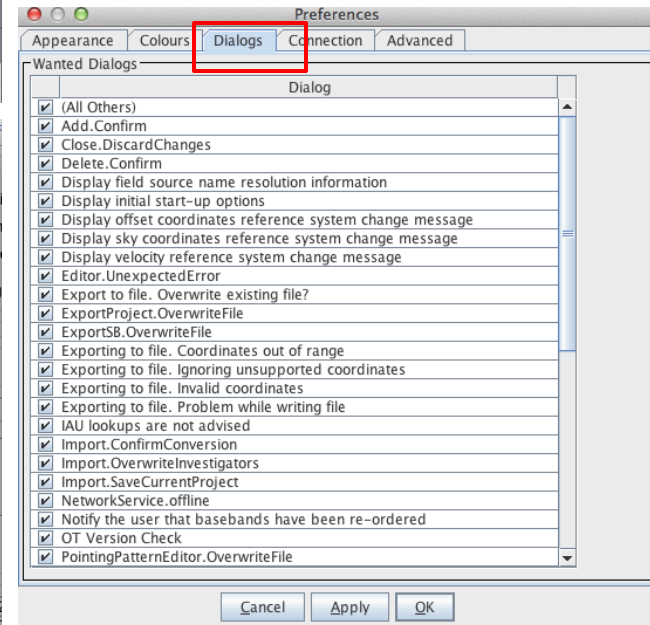 Preferences
Appearance Colours Dialogs Connection Advanced
Wanted Dialogs
Dialog
(All Others)
Add.Confirm
Close.DiscardChanges
Delete.Confirm
Display field source name resolution information
Display initial start-up options
Display offset coordinates reference system change message
Display sky coordinates reference system change message
Display velocity reference system change message
Editor.UnexpectedError
Export to file. Overwrite existing file?
ExportProject.OverwriteFile
ExportSB.OverwriteFile
Exporting to file. Coordinates out of range
Exporting to file. Ignoring unsupported coordinates
Exporting to file. Invalid coordinates
Exporting to file. Problem while writing file
IAU lookups are not advised
Import.ConfirmConversion
Import.OverwriteInvestigators
Import.SaveCurrentProject
NetworkService.offline
Notify the user that basebands have been re-ordered
OT Version Check
PointingPatternEditor.OverwriteFile
Cancel Apply OK